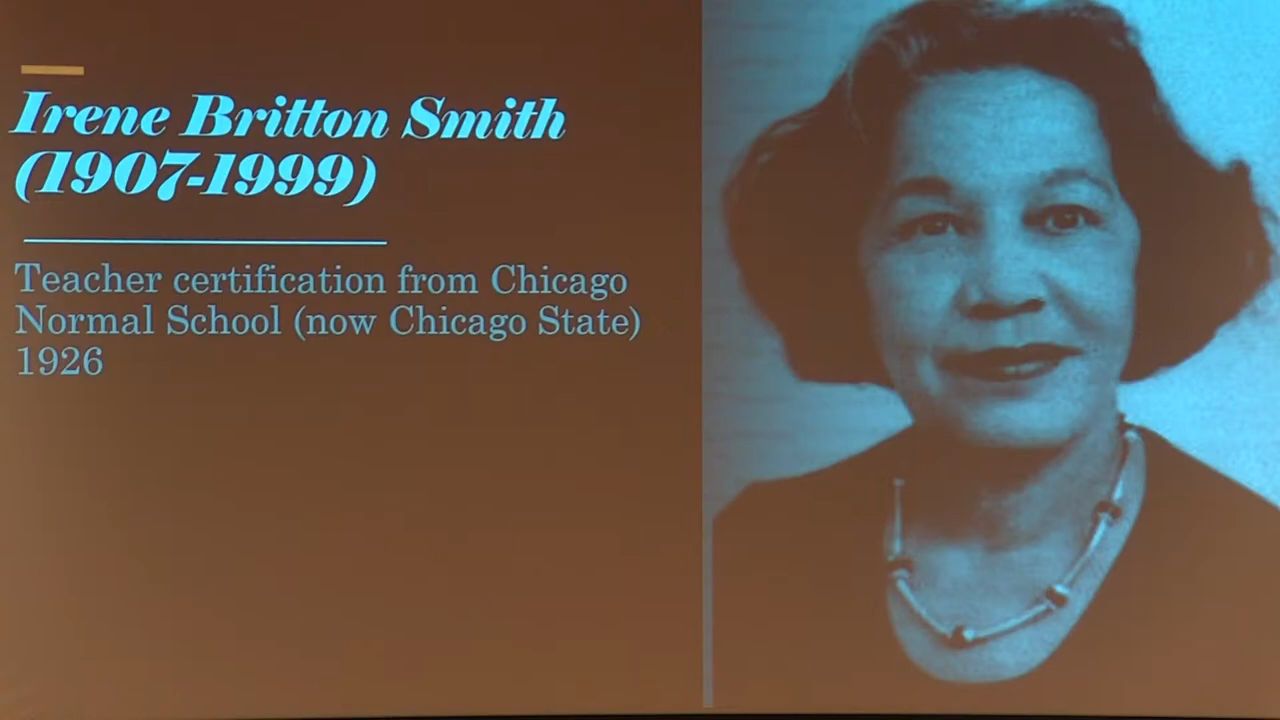 Irene Britton Smith
(1907-1999)
Teacher certification from Chicago
Normal School (now Chicago State)
1926